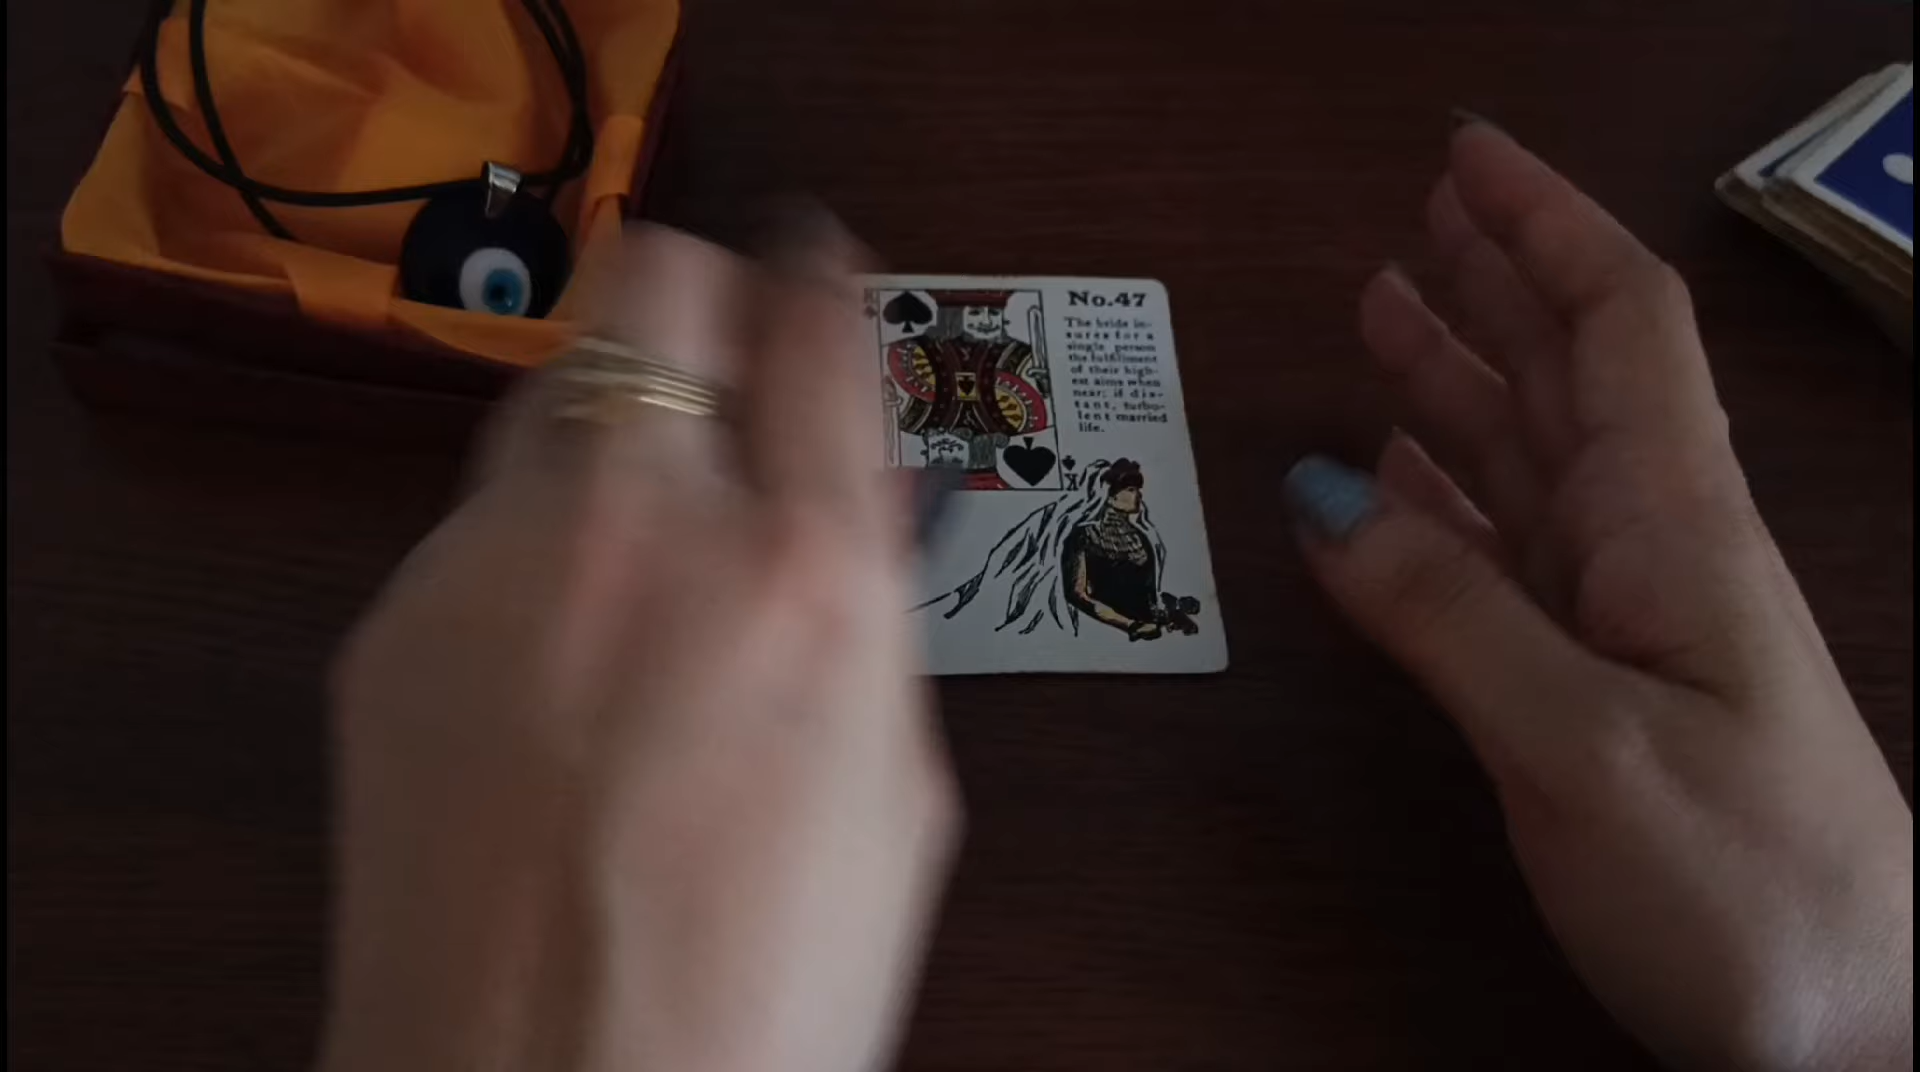 No.47
The bride in-
sures for a
single person
the fulfillment
of their high-
est aims when
near; if dis-
tant, turbu-
lent married
life.
K